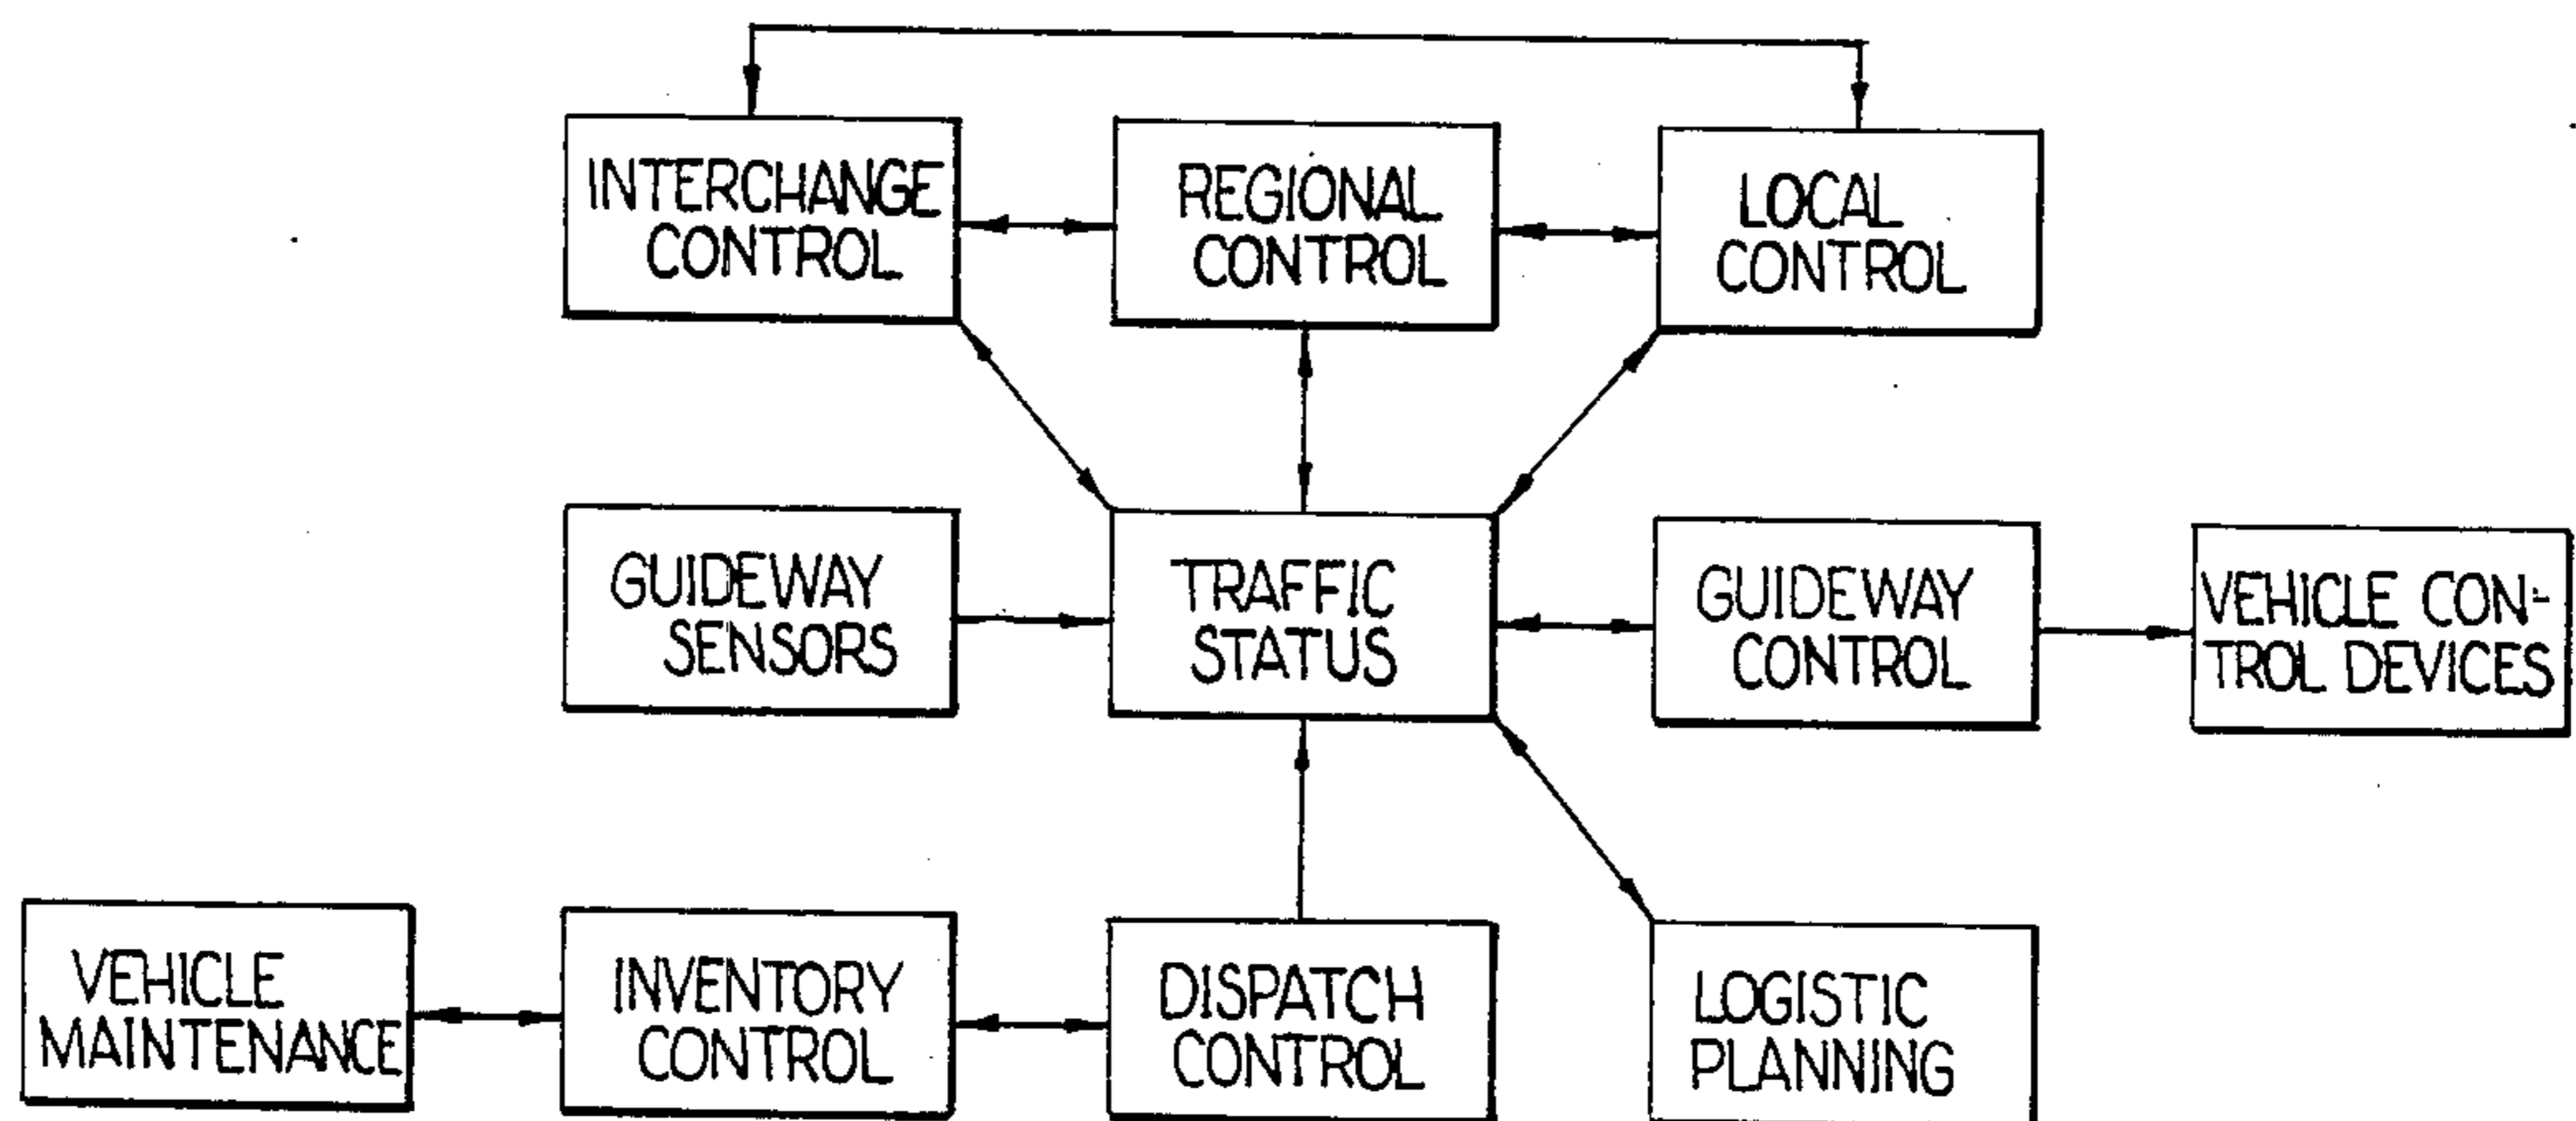 INTERCHANGE
CONTROL
REGIONAL
CONTROL
LOCAL
CONTROL
GUIDEWAY
SENSORS
TRAFFIC
STATUS
GUIDEWAY
CONTROL
VEHICLE CON-
TROL DEVICES
VEHICLE
MAINTENANCE
INVENTORY
CONTROL
DISPATCH
CONTROL
LOGISTIC
PLANNING